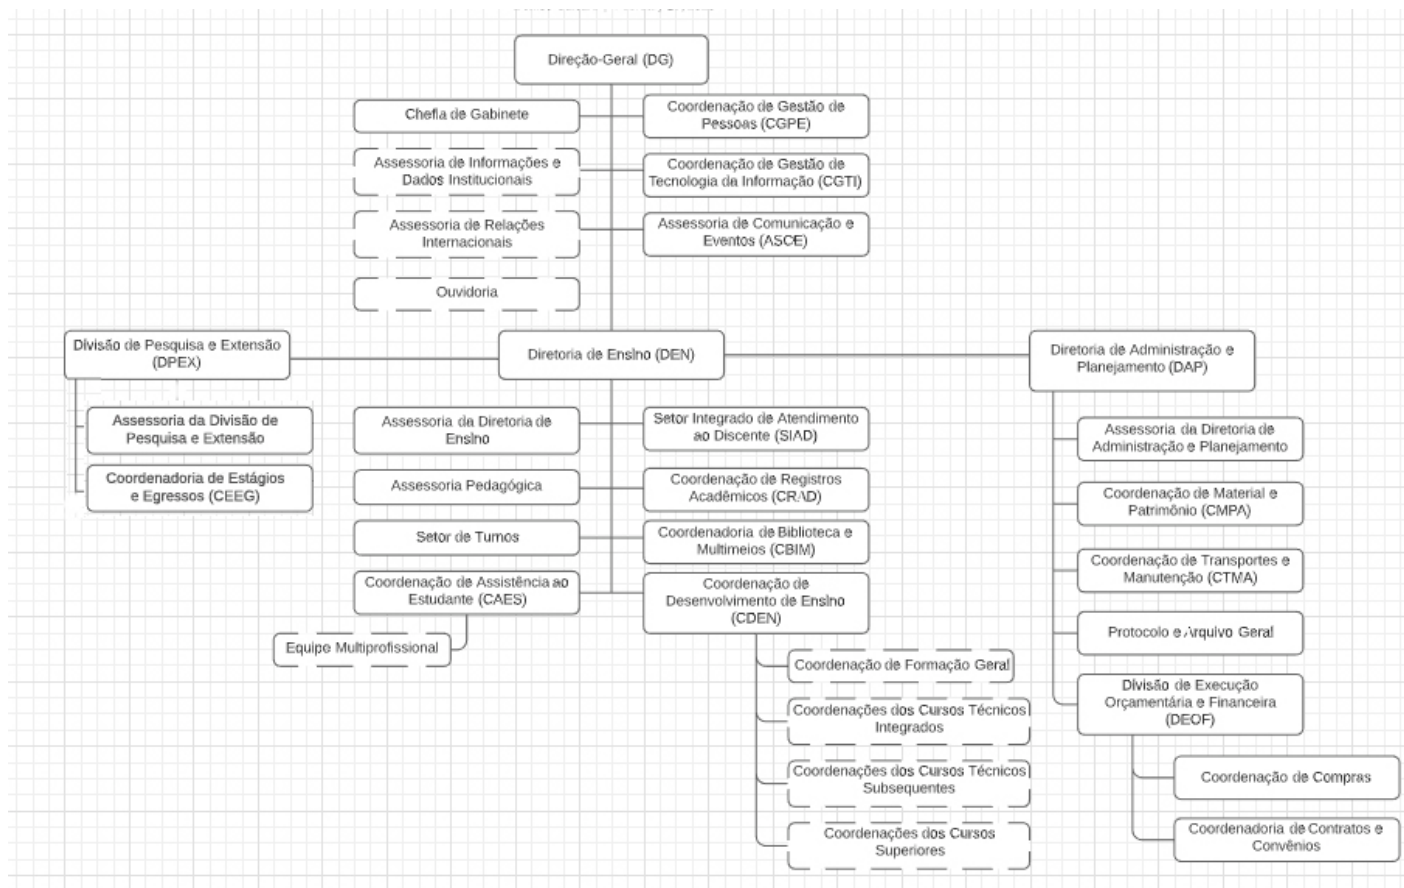 Direção-Geral (DG)
Chefia de Gabinete
Coordenação de Gestão de
Pessoas (CGPE)
Assessoria de Informações e
Dados Institucionais
Coordenação de Gestão de
Tecnologia da Informação (CGTI)
Assessoria de Relações
Internacionais
Assessoria de Comunicação e
Eventos (ASCE)
Ouvidoria
Divisão de Pesquisa e Extensão
(DPEX)
Diretoria de Ensino (DEN)
Diretoria de Administração e
Planejamento (DAP)
Assessoria da Divisão de
Pesquisa e Extensão
Coordenadoria de Estágios
e Egressos (CEEG)
Assessoria da Diretoria de
Ensino
Setor Integrado de Atendimento
ao Discente (SIAD)
Assessoria Pedagógica
Coordenação de Registros
Acadêmicos (CRAD)
Setor de Turnos
Coordenadoria de Biblioteca e
Multimeios (CBIM)
Coordenação de Assistência ao
Estudante (CAES)
Coordenação de
Desenvolvimento de Ensino
(CDEN)
Equipe Multiprofissional
Coordenação de Formação Geral
Coordenações dos Cursos Técnicos
Integrados
Coordenações dos Cursos Técnicos
Subsequentes
Coordenações dos Cursos
Superiores
Assessoria da Diretoria de
Administração e Planejamento
Coordenação de Material e
Patrimônio (CMPA)
Coordenação de Transportes e
Manutenção (CTMA)
Protocolo e Arquivo Geral
Divisão de Execução
Orçamentária e Financeira
(DEOF)
Coordenação de Compras
Coordenadoria de Contratos e
Convênios